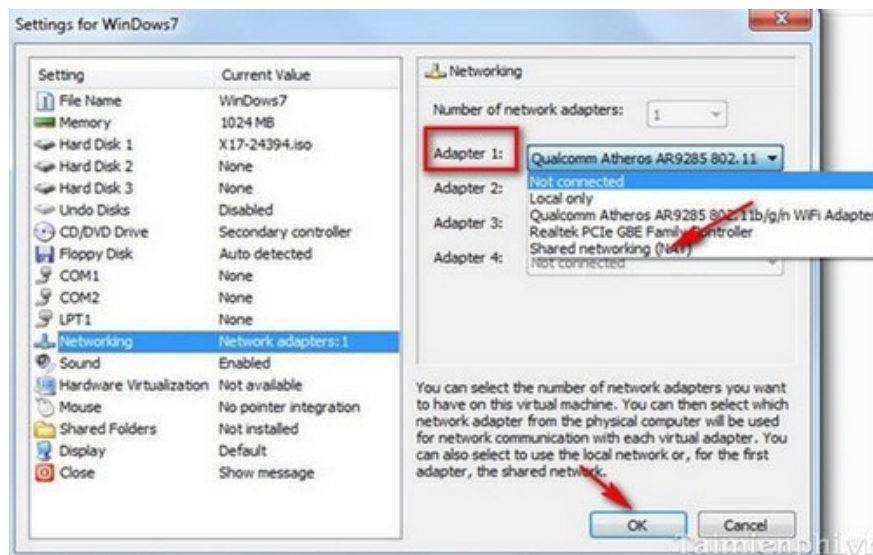 Settings for WinDows7
Setting Current Value
File Name WinDows7
Memory 1024 MB
Hard Disk 1 X17-24394.iso
Hard Disk 2 None
Hard Disk 3 None
Undo Disks Disabled
CD/DVD Drive Secondary controller
Floppy Disk Auto detected
COM1 None
COM2 None
LPT1 None
Networking Network adapters:1
Sound Enabled
Hardware Virtualization Not available
Mouse No pointer integration
Shared Folders Not installed
Display Default
Close Show message
Networking
Number of network adapters: 1
Adapter 1: Qualcomm Atheros AR9285 802.11
Not connected
Local only
Qualcomm Atheros AR9285 802.11b/g/n WiFi Adapter
Realtek PCIe GBE Family Controller
Shared networking (NAT)
Adapter 2:
Adapter 3:
Adapter 4: Not connected
You can select the number of network adapters you want
to have on this virtual machine. You can then select which
network adapter from the physical computer will be used
for network communication with each virtual adapter. You
can also select to use the local network or, for the first
adapter, the shared network.
OK Cancel
Taimienphi.vn